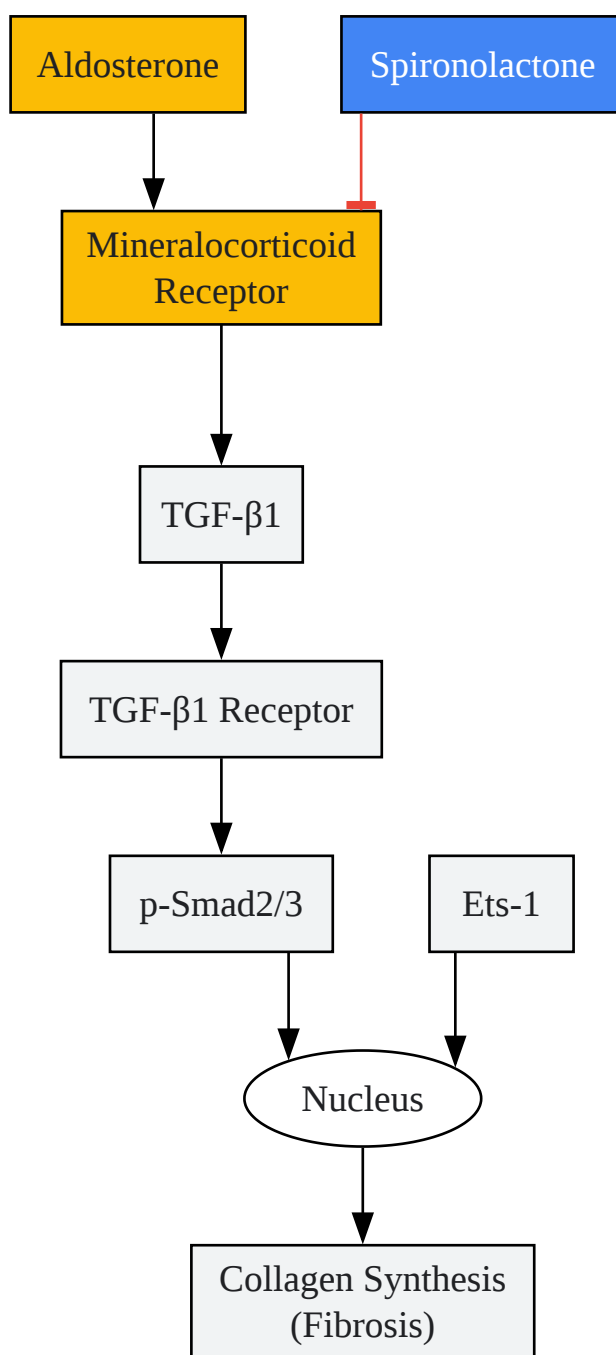 Aldosterone
Spironolactone
Mineralocorticoid
Receptor
TGF-β1
TGF-β1 Receptor
p-Smad2/3
Ets-1
Nucleus
Collagen Synthesis
(Fibrosis)